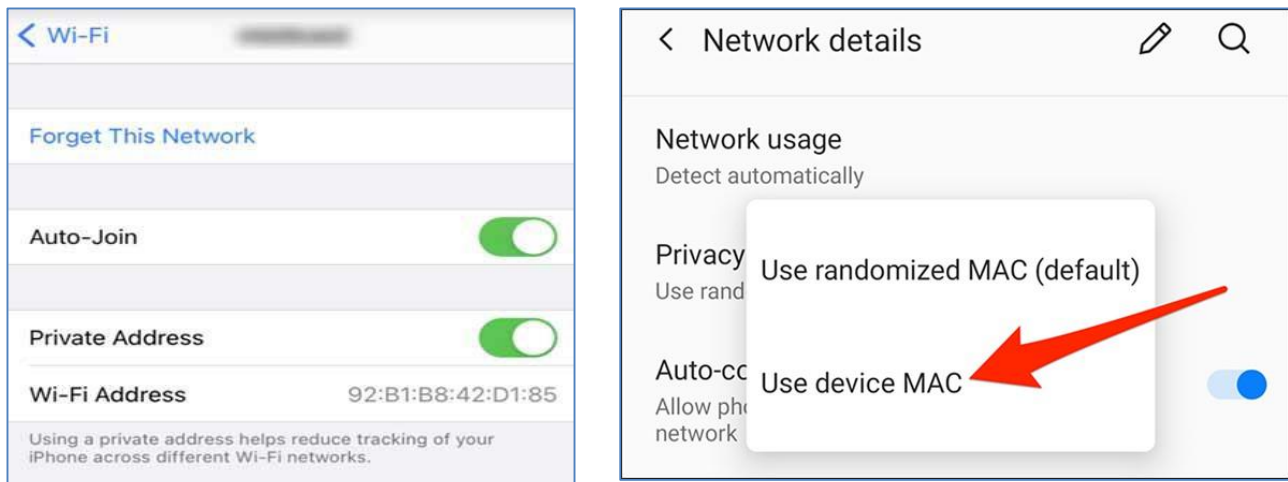 Wi-Fi
Forget This Network
Auto-Join
Private Address
Wi-Fi Address 92:B1:B8:42:D1:85
Using a private address helps reduce tracking of your
iPhone across different Wi-Fi networks.
Network details
Network usage
Detect automatically
Privacy
Use rand
Use randomized MAC (default)
Auto-co
Use device MAC
Allow pho
network